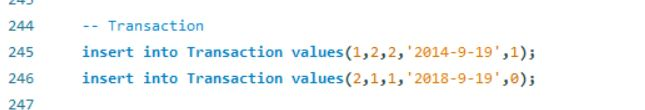 244 -- Transaction
245 insert into Transaction values(1,2,2,'2014-9-19',1);
246 insert into Transaction values(2,1,1,'2018-9-19',0);
247